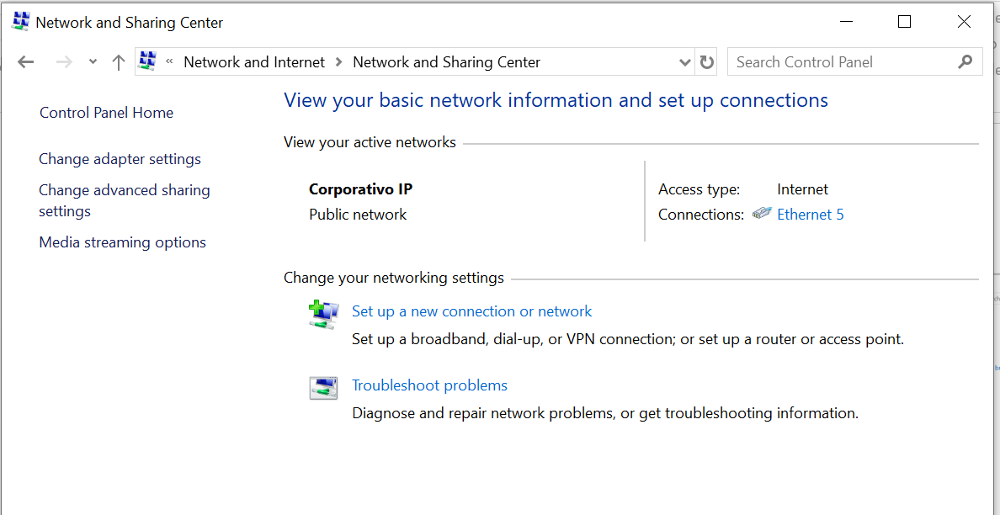 Network and Sharing Center
« Network and Internet > Network and Sharing Center
Search Control Panel
Control Panel Home
Change adapter settings
Change advanced sharing
settings
Media streaming options
View your basic network information and set up connections
View your active networks
Corporativo IP
Public network
Access type: Internet
Connections: Ethernet 5
Change your networking settings
Set up a new connection or network
Set up a broadband, dial-up, or VPN connection; or set up a router or access point.
Troubleshoot problems
Diagnose and repair network problems, or get troubleshooting information.